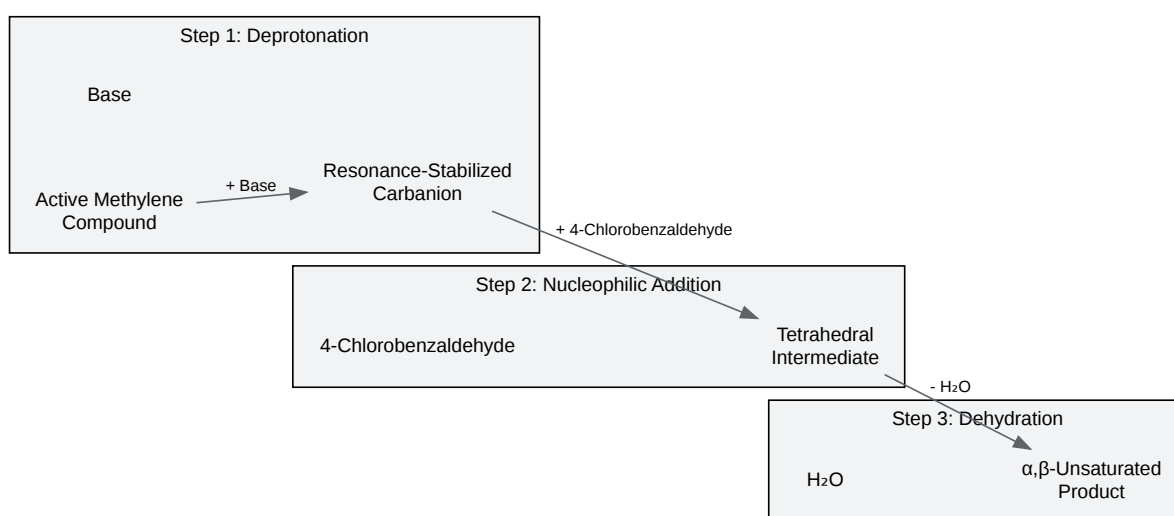 Step 1: Deprotonation
Base
Active Methylene
Compound
+ Base
Resonance-Stabilized
Carbanion
+ 4-Chlorobenzaldehyde
Step 2: Nucleophilic Addition
4-Chlorobenzaldehyde
Tetrahedral
Intermediate
- H₂O
Step 3: Dehydration
H₂O
α,β-Unsaturated
Product